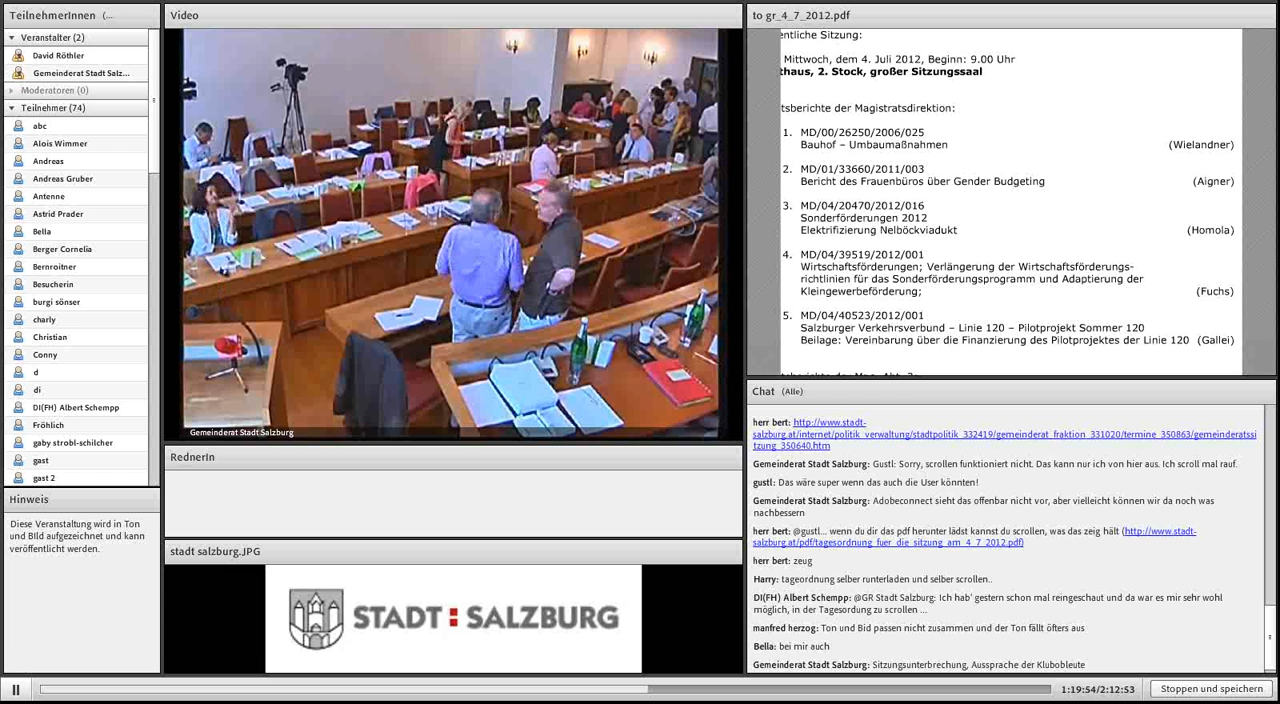 TeilnehmerInnen (...
Veranstalter (2)
David Röthler
Gemeinderat Stadt Salz...
Moderatoren (0)
Teilnehmer (74)
abc
Alois Wimmer
Andreas
Andreas Gruber
Antenne
Astrid Prader
Bella
Berger Cornelia
Bernroitner
Besucherin
burgi sönser
charly
Christian
Conny
d
di
DI(FH) Albert Schempp
Fröhlich
gaby strobl-schilcher
gast
gast 2
Hinweis
Diese Veranstaltung wird in Ton
und BIld aufgezeichnet und kann
veröffentlicht werden.
Video
Gemeinderat Stadt Salzburg
RednerIn
stadt salzburg.JPG
STADT:SALZBURG
to gr_4_7_2012.pdf
entliche Sitzung:
Mittwoch, dem 4. Juli 2012, Beginn: 9.00 Uhr
thaus, 2. Stock, großer Sitzungssaal
tsberichte der Magistratsdirektion:
1. MD/00/26250/2006/025
Bauhof – Umbaumaßnahmen (Wielandner)
2. MD/01/33660/2011/003
Bericht des Frauenbüros über Gender Budgeting (Aigner)
3. MD/04/20470/2012/016
Sonderförderungen 2012
Elektrifizierung Nelböckviadukt (Homola)
4. MD/04/39519/2012/001
Wirtschaftsförderungen; Verlängerung der Wirtschaftsförderungs-
richtlinien für das Sonderförderungsprogramm und Adaptierung der
Kleingewerbeförderung; (Fuchs)
5. MD/04/40523/2012/001
Salzburger Verkehrsverbund – Linie 120 – Pilotprojekt Sommer 120
Beilage: Vereinbarung über die Finanzierung des Pilotprojektes der Linie 120 (Gallei)
Chat (Alle)
herr bert: http://www.stadt-
salzburg.at/internet/politik_verwaltung/stadtpolitik_332419/gemeinderat_fraktion_331020/termine_350863/gemeinderatssi
tzung_350640.htm
Gemeinderat Stadt Salzburg: Gustl: Sorry, scrollen funktioniert nicht. Das kann nur ich von hier aus. Ich scroll mal rauf.
gustl: Das wäre super wenn das auch die User könnten!
Gemeinderat Stadt Salzburg: Adobeconnect sieht das offenbar nicht vor, aber vielleicht können wir da noch was
nachbessern
herr bert: @gustl... wenn du dir das pdf herunter lädst kannst du scrollen, was das zeig hält (http://www.stadt-
salzburg.at/pdf/tagesordnung_fuer_die_sitzung_am_4_7_2012.pdf)
herr bert: zeug
Harry: tageordnung selber runterladen und selber scrollen..
DI(FH) Albert Schempp: @GR Stadt Salzburg: Ich hab' gestern schon mal reingeschaut und da war es mir sehr wohl
möglich, in der Tagesordung zu scrollen ...
manfred herzog: Ton und Bid passen nicht zusammen und der Ton fällt öfters aus
Bella: bei mir auch
Gemeinderat Stadt Salzburg: Sitzungsunterbrechung, Aussprache der Klubobleute
1:19:54/2:12:53
Stoppen und speichern